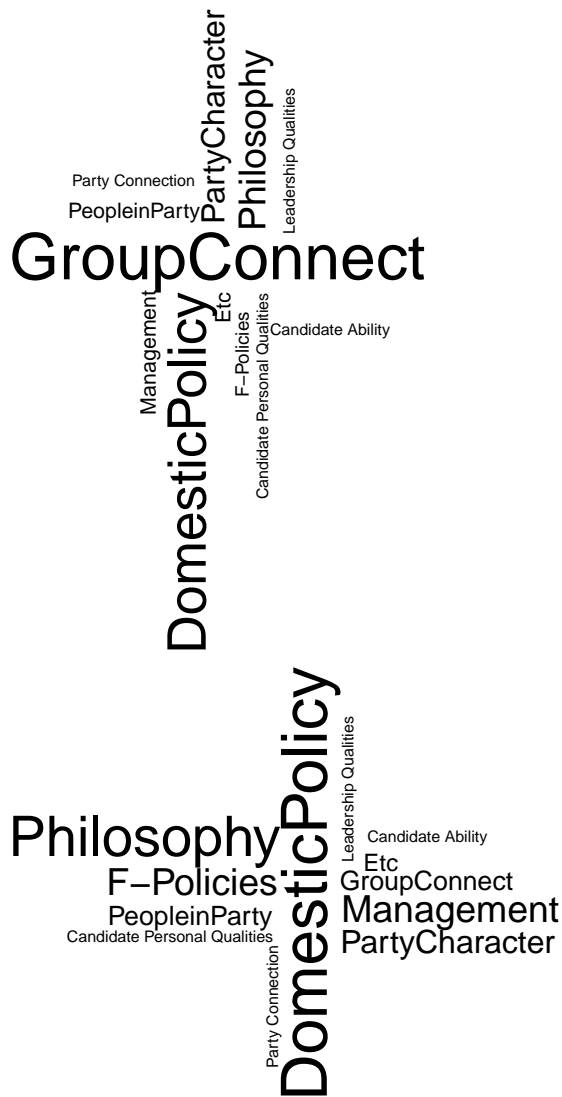 PartyCharacter
Philosophy
Leadership Qualities
Party Connection
PeopleinParty
GroupConnect
Management
DomesticPolicy
Etc
F−Policies
Candidate Personal Qualities
Candidate Ability
DomesticPolicy
Leadership Qualities
Philosophy
Candidate Ability
Etc
F−Policies
GroupConnect
PeopleinParty
Management
Candidate Personal Qualities
PartyCharacter
Party Connection